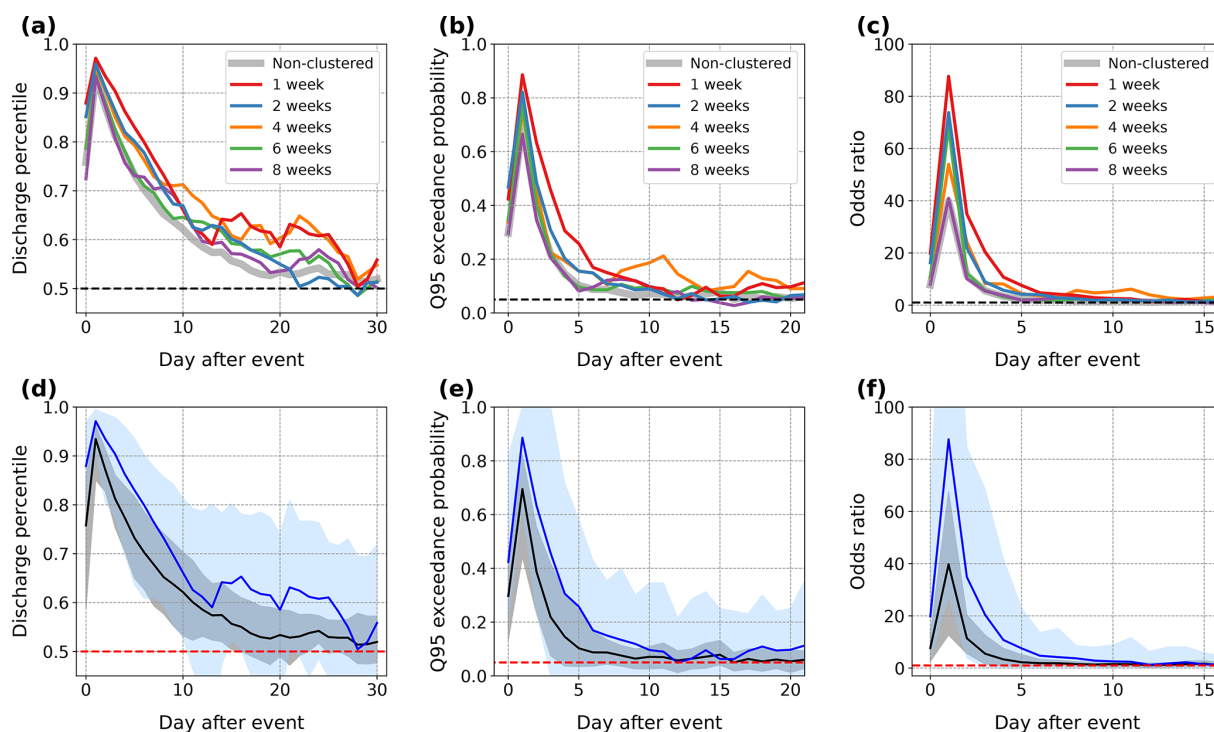 (a)
Discharge percentile
1.0
0.9
0.8
0.7
0.6
0.5
0
10
20
30
Day after event
Non-clustered
1 week
2 weeks
4 weeks
6 weeks
8 weeks
(b)
Q95 exceedance probability
1.0
0.8
0.6
0.4
0.2
0.0
0
5
10
15
20
Day after event
Non-clustered
1 week
2 weeks
4 weeks
6 weeks
8 weeks
(c)
Odds ratio
100
80
60
40
20
0
0
5
10
15
Day after event
Non-clustered
1 week
2 weeks
4 weeks
6 weeks
8 weeks
(d)
Discharge percentile
1.0
0.9
0.8
0.7
0.6
0.5
0
10
20
30
Day after event
(e)
Q95 exceedance probability
1.0
0.8
0.6
0.4
0.2
0.0
0
5
10
15
20
Day after event
(f)
Odds ratio
100
80
60
40
20
0
0
5
10
15
Day after event